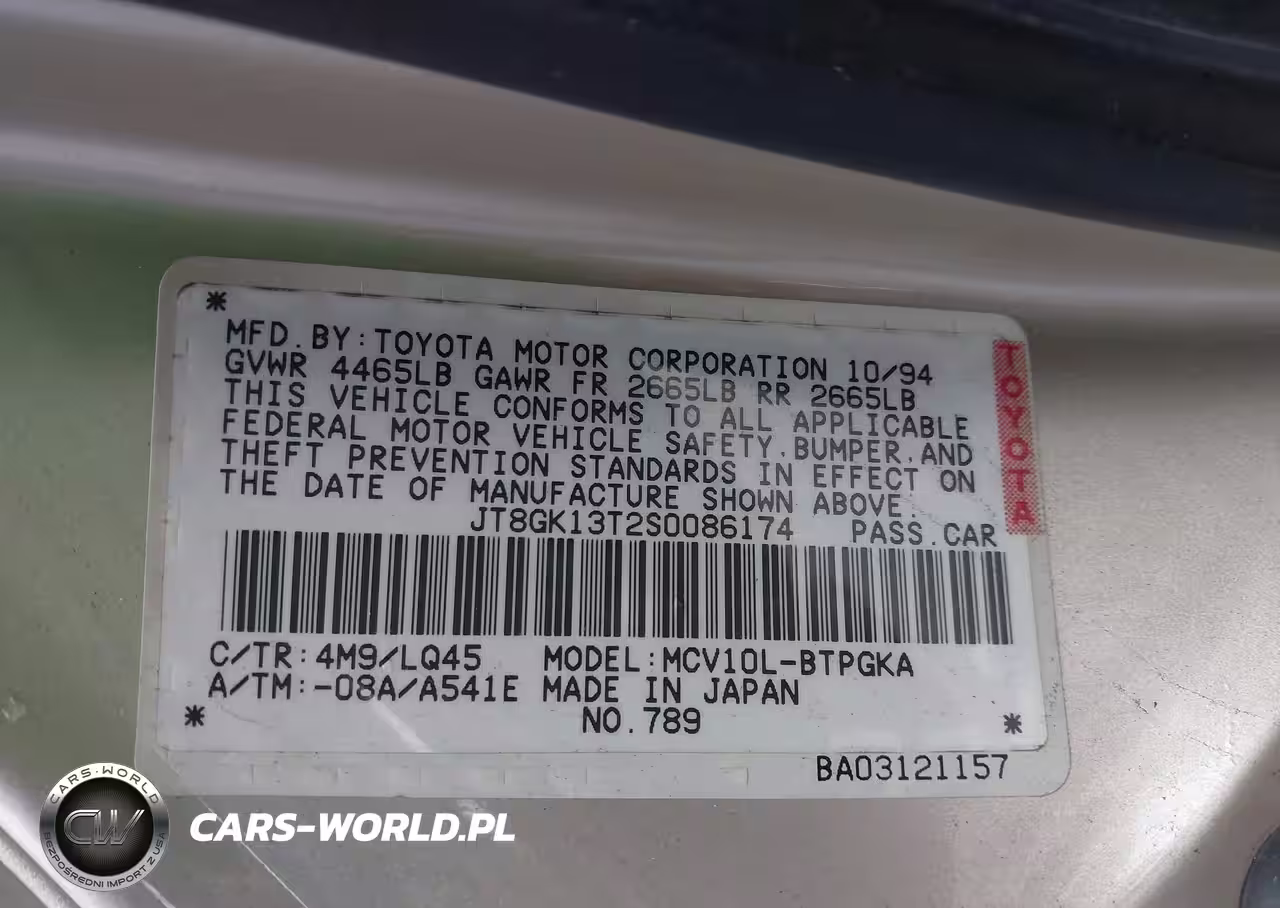 *
MFD.BY:TOYOTA MOTOR CORPORATION 10/94
GVWR 4465LB GAWR FR 2665LB RR 2665LB
THIS VEHICLE CONFORMS TO ALL APPLICABLE
FEDERAL MOTOR VEHICLE SAFETY.BUMPER.AND
THEFT PREVENTION STANDARDS IN EFFECT ON
THE DATE OF MANUFACTURE SHOWN ABOVE.
JT8GK13T2S0086174 PASS.CAR
TOYOTA
C/TR:4M9/LQ45 MODEL:MCV10L-BTPGKA
A/TM:-08A/A541E MADE IN JAPAN
* NO.789 *
BA03121157
CARS-WORLD
CW
BEZPOŚREDNI IMPORT Z USA
CARS-WORLD.PL